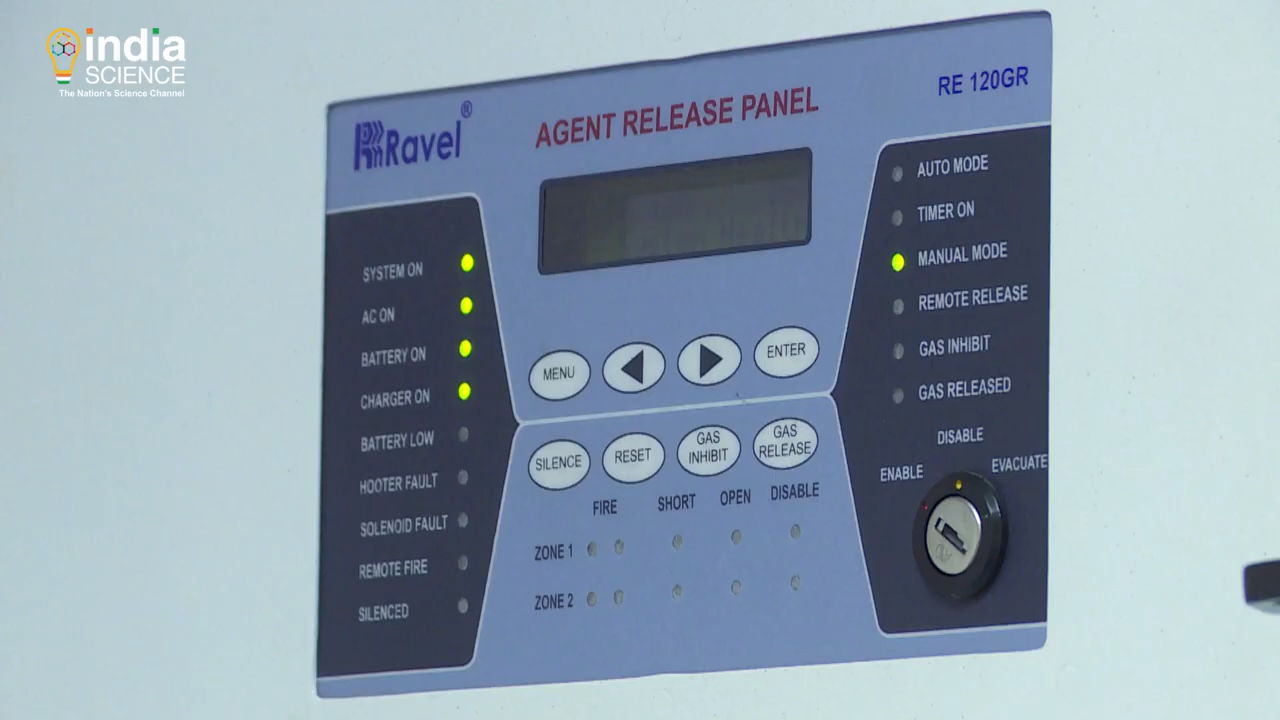 india
SCIENCE
The Nation's Science Channel
Ravel®
AGENT RELEASE PANEL
RE 120GR
SYSTEM ON
AC ON
BATTERY ON
CHARGER ON
BATTERY LOW
HOOTER FAULT
SOLENOID FAULT
REMOTE FIRE
SILENCED
MENU
ENTER
SILENCE
RESET
GAS
INHIBIT
GAS
RELEASE
FIRE SHORT OPEN DISABLE
ZONE 1
ZONE 2
AUTO MODE
TIMER ON
MANUAL MODE
REMOTE RELEASE
GAS INHIBIT
GAS RELEASED
DISABLE
ENABLE
EVACUATE